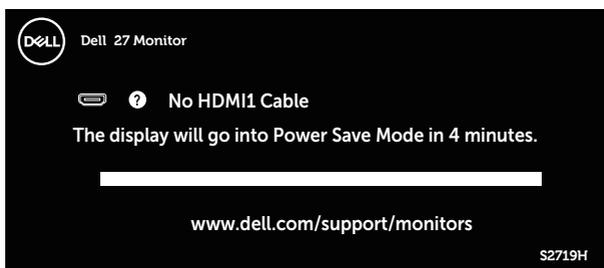 DELL
Dell 27 Monitor
? No HDMI1 Cable
The display will go into Power Save Mode in 4 minutes.
www.dell.com/support/monitors
S2719H